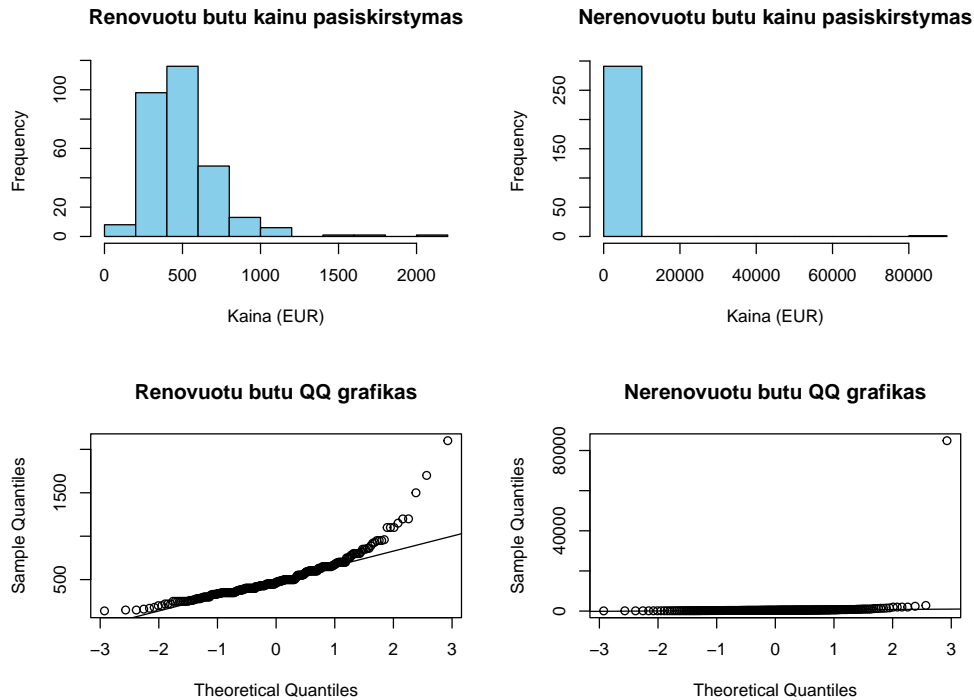 Renovuotu butu kainu pasiskirstymas
Frequency
0 20 60 100
0 500 1000 1500 2000
Kaina (EUR)
Nerenovuotu butu kainu pasiskirstymas
Frequency
0 50 150 250
0 20000 40000 60000 80000
Kaina (EUR)
Renovuotu butu QQ grafikas
Sample Quantiles
500 1500
−3 −2 −1 0 1 2 3
Theoretical Quantiles
Nerenovuotu butu QQ grafikas
Sample Quantiles
0 40000 80000
−3 −2 −1 0 1 2 3
Theoretical Quantiles